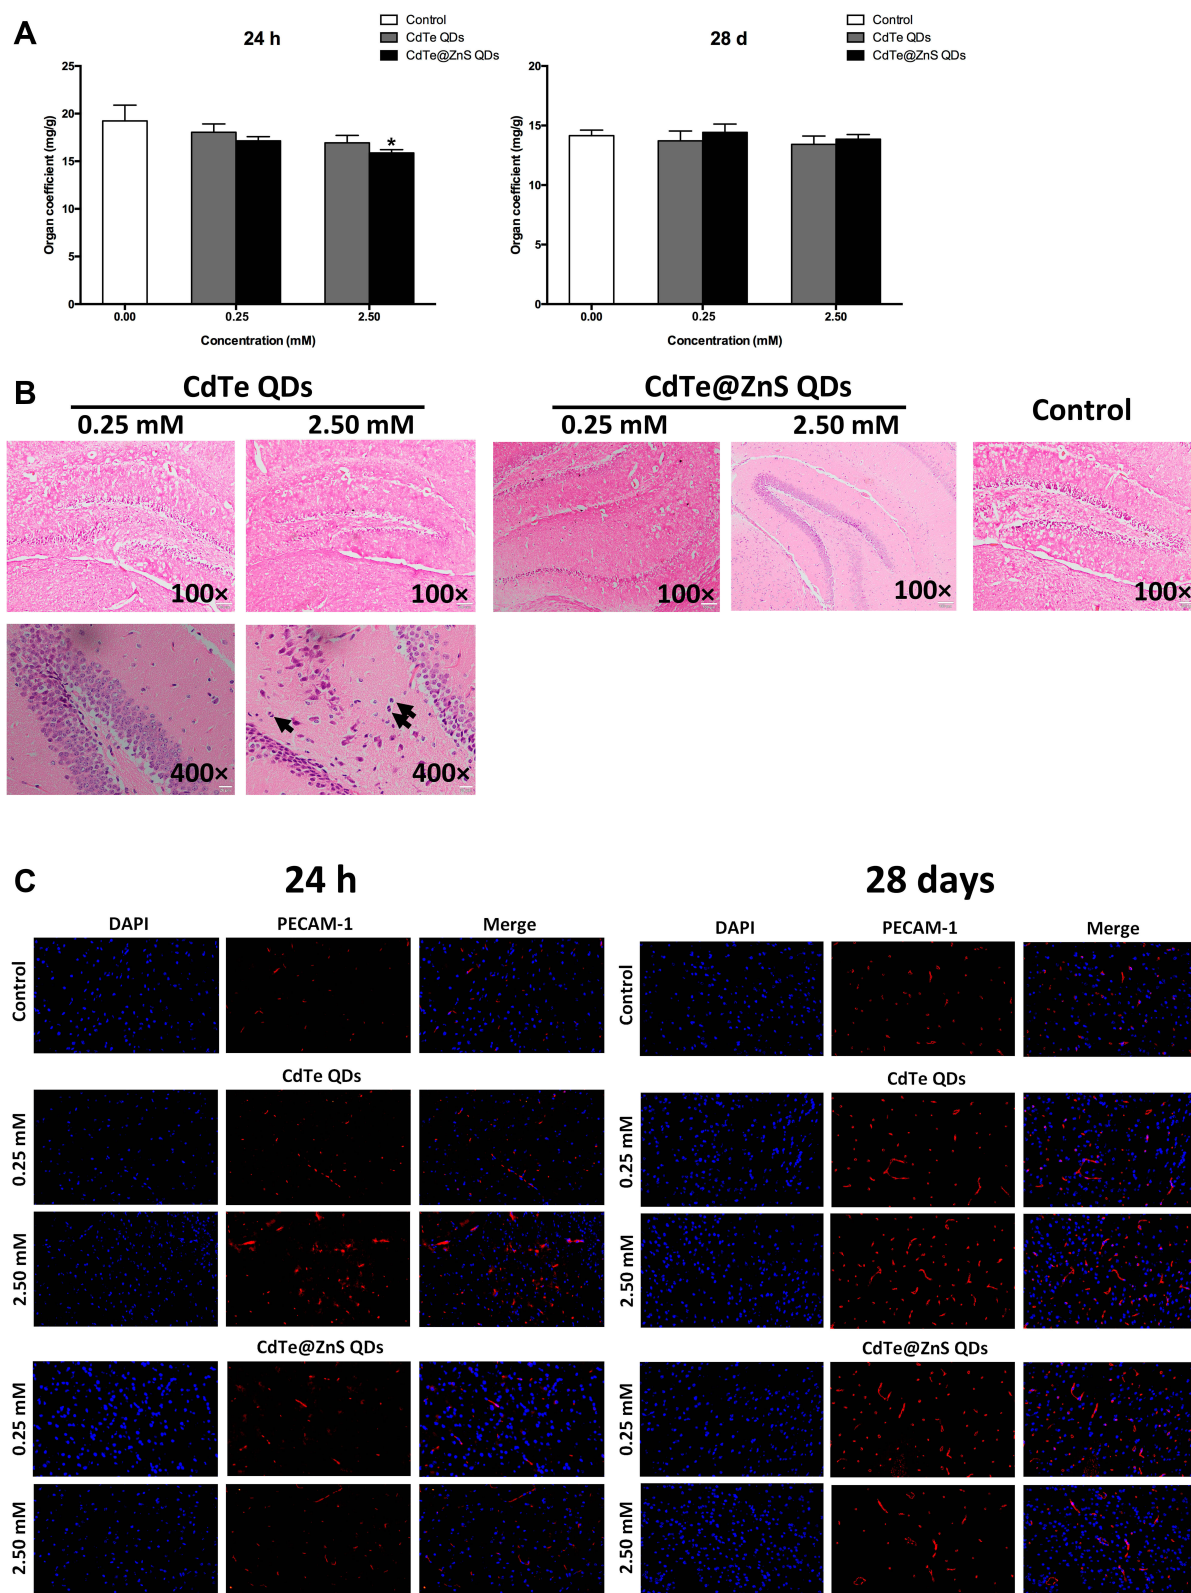 A
24 h
Control
CdTe QDs
CdTe@ZnS QDs
Organ coefficient (mg/g)
25
20
15
10
5
0
0.00
0.25
2.50
*
Concentration (mM)
28 d
Control
CdTe QDs
CdTe@ZnS QDs
Organ coefficient (mg/g)
20
15
10
5
0
0.00
0.25
2.50
Concentration (mM)
B
CdTe QDs
0.25 mM
2.50 mM
CdTe@ZnS QDs
0.25 mM
2.50 mM
Control
100×
100×
100×
100×
100×
400×
400×
C
24 h
DAPI
PECAM-1
Merge
Control
CdTe QDs
0.25 mM
2.50 mM
CdTe@ZnS QDs
0.25 mM
2.50 mM
28 days
DAPI
PECAM-1
Merge
Control
CdTe QDs
0.25 mM
2.50 mM
CdTe@ZnS QDs
0.25 mM
2.50 mM